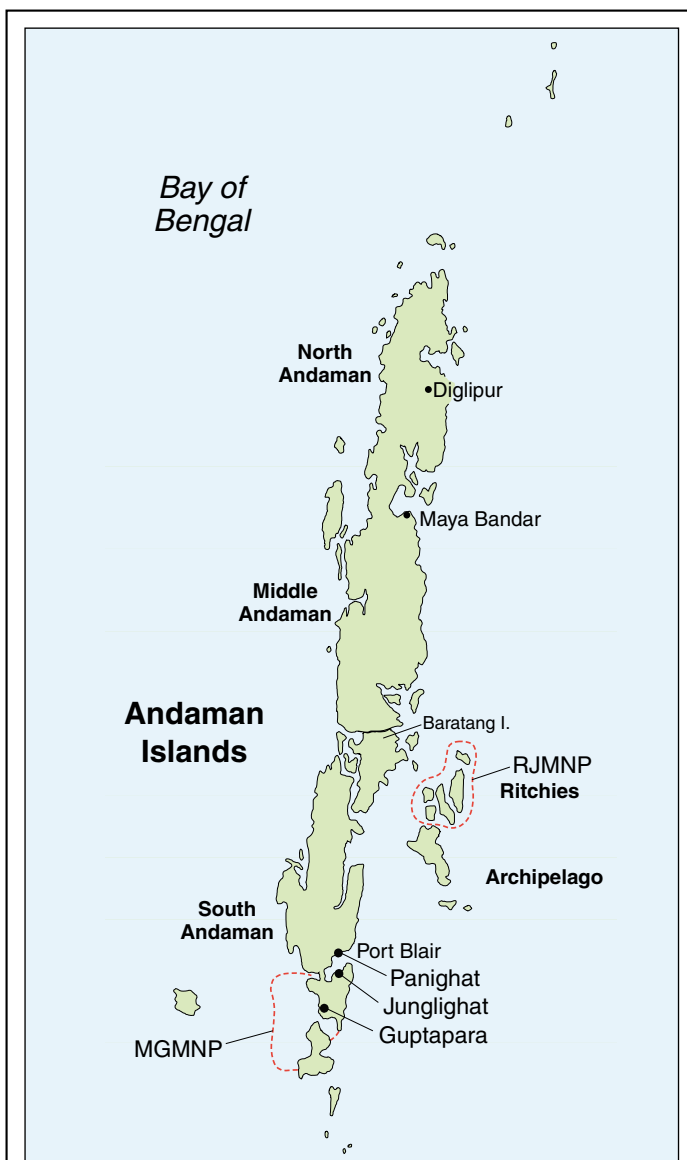 Bay of
Bengal
North
Andaman
Diglipur
Maya Bandar
Middle
Andaman
Baratang I.
Andaman
Islands
RJMNP
Ritchies
Archipelago
South
Andaman
Port Blair
Panighat
Junglighat
Guptapara
MGMNP